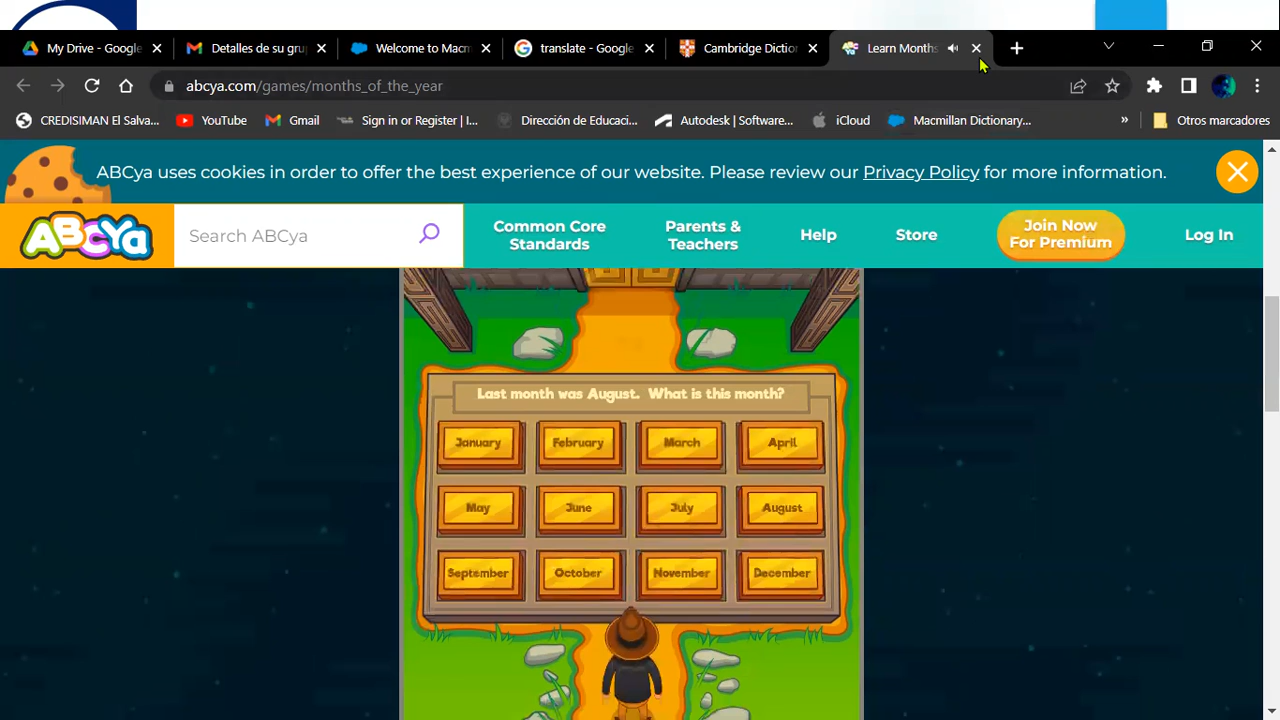 My Drive - Google
Detalles de su gru
Welcome to Macm
translate - Google
Cambridge Dictio
Learn Months
abcya.com/games/months_of_the_year
CREDISIMAN El Salva...
YouTube
Gmail
Sign in or Register | I...
Dirección de Educaci...
Autodesk | Software...
iCloud
Macmillan Dictionary...
»
Otros marcadores
ABCya uses cookies in order to offer the best experience of our website. Please review our Privacy Policy for more information.
ABCYa
Search ABCya
Common Core
Standards
Parents &
Teachers
Help
Store
Join Now
For Premium
Log In
Last month was August. What is this month?
January
February
March
April
May
June
July
August
September
October
November
December